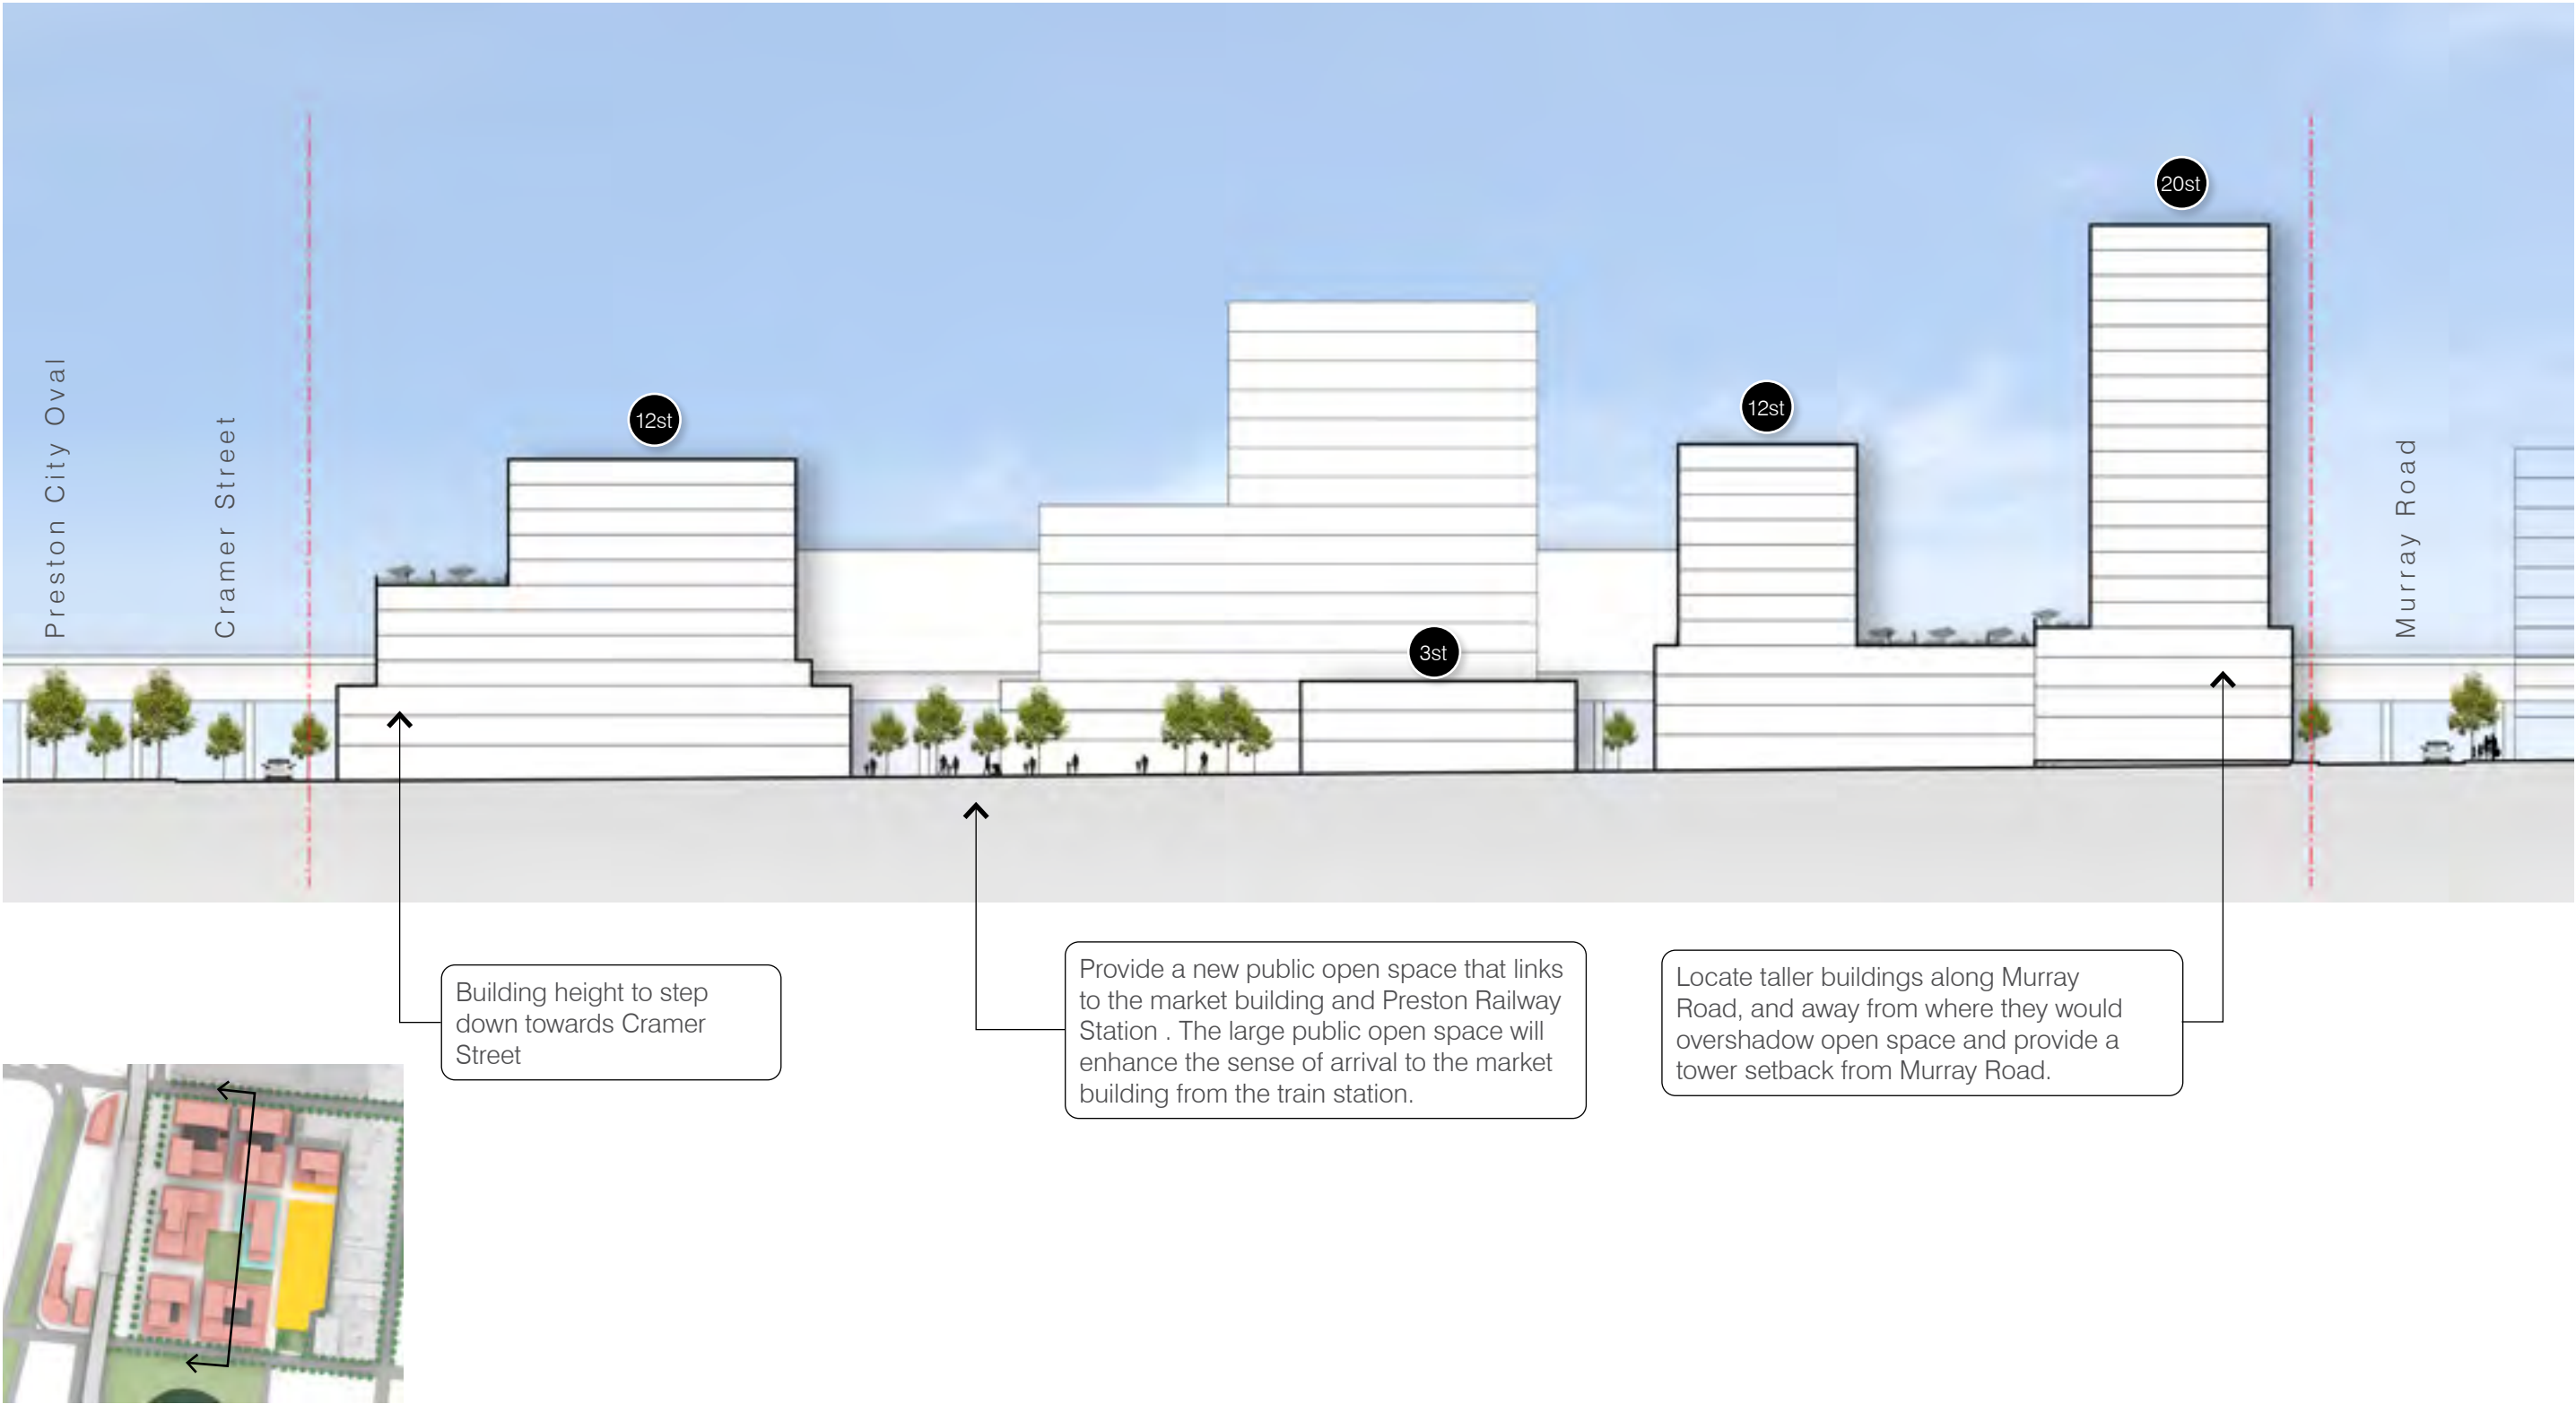 Preston City Oval
Cramer Street
12st
3st
12st
20st
Murray Road
Building height to step
down towards Cramer
Street
Provide a new public open space that links
to the market building and Preston Railway
Station . The large public open space will
enhance the sense of arrival to the market
building from the train station.
Locate taller buildings along Murray
Road, and away from where they would
overshadow open space and provide a
tower setback from Murray Road.